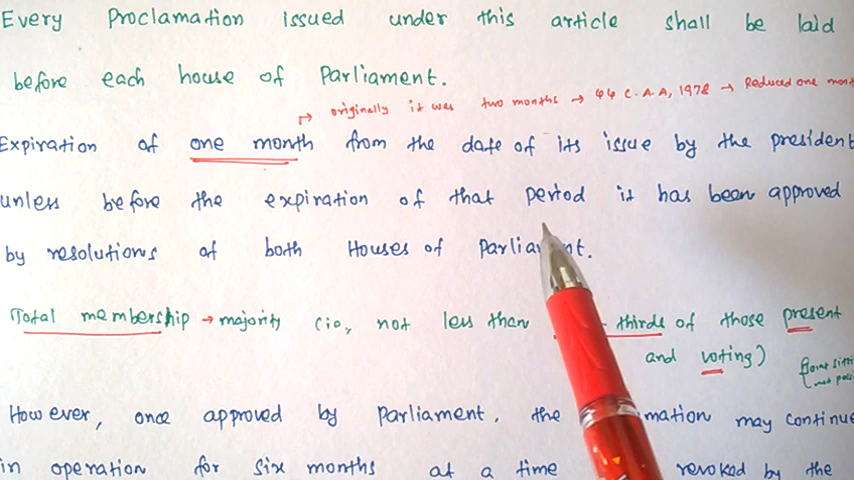 Every Proclamation issued under this article shall be laid
before each house of Parliament.
originally it was two months → 44 C.A.A, 1978 → Reduced one mont
Expiration of one month from the date of its issue by the president
unless before the expiration of that period it has been approved
by resolutions of both Houses of Parliament.
Total membership → majority (ie, not less than thirds of those present
and voting)
However, once approved by Parliament, the mation may continue
in operation for six months at a time revoked by the